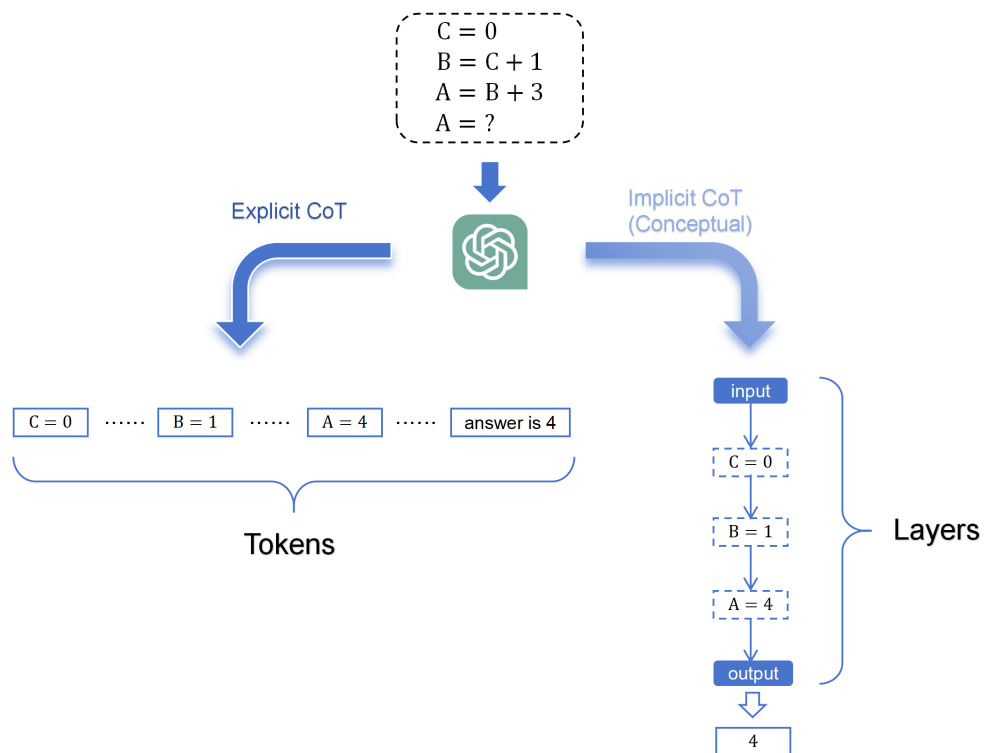 C = 0
B = C + 1
A = B + 3
A = ?
Explicit CoT
Implicit CoT
(Conceptual)
C = 0 ...... B = 1 ...... A = 4 ...... answer is 4
Tokens
input
C = 0
B = 1
A = 4
output
4
Layers